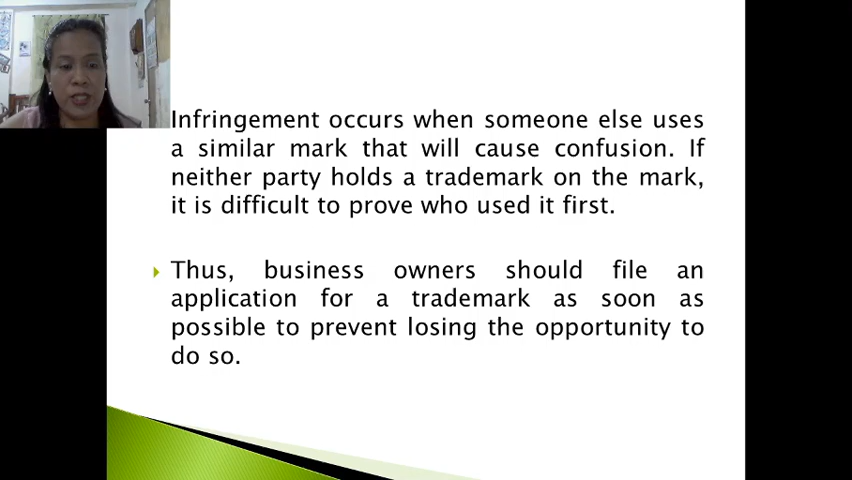 Infringement occurs when someone else uses
a similar mark that will cause confusion. If
neither party holds a trademark on the mark,
it is difficult to prove who used it first.
Thus, business owners should file an
application for a trademark as soon as
possible to prevent losing the opportunity to
do so.